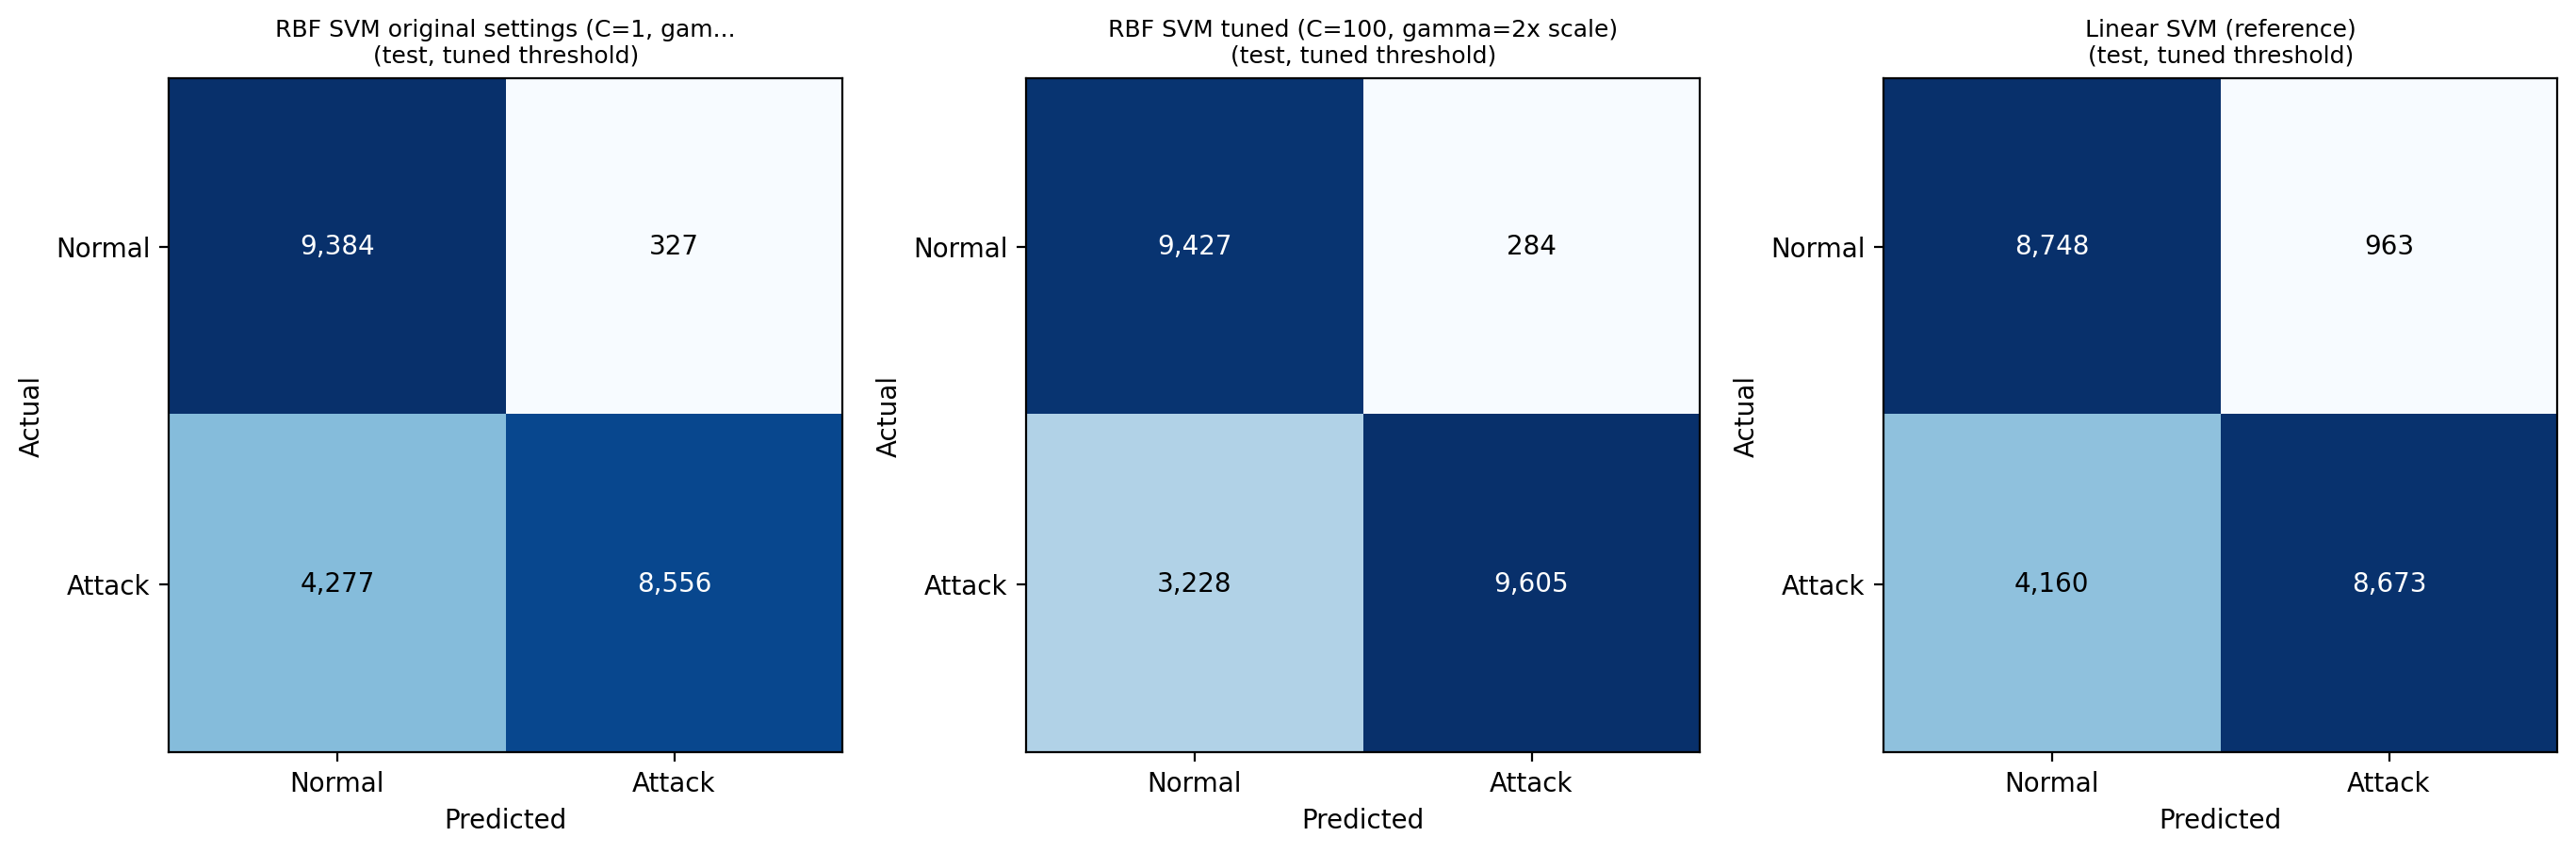 RBF SVM original settings (C=1, gam...
(test, tuned threshold)
Normal
9,384
327
Attack
4,277
8,556
Actual
Normal
Attack
Predicted
RBF SVM tuned (C=100, gamma=2x scale)
(test, tuned threshold)
Normal
9,427
284
Attack
3,228
9,605
Actual
Normal
Attack
Predicted
Linear SVM (reference)
(test, tuned threshold)
Normal
8,748
963
Attack
4,160
8,673
Actual
Normal
Attack
Predicted